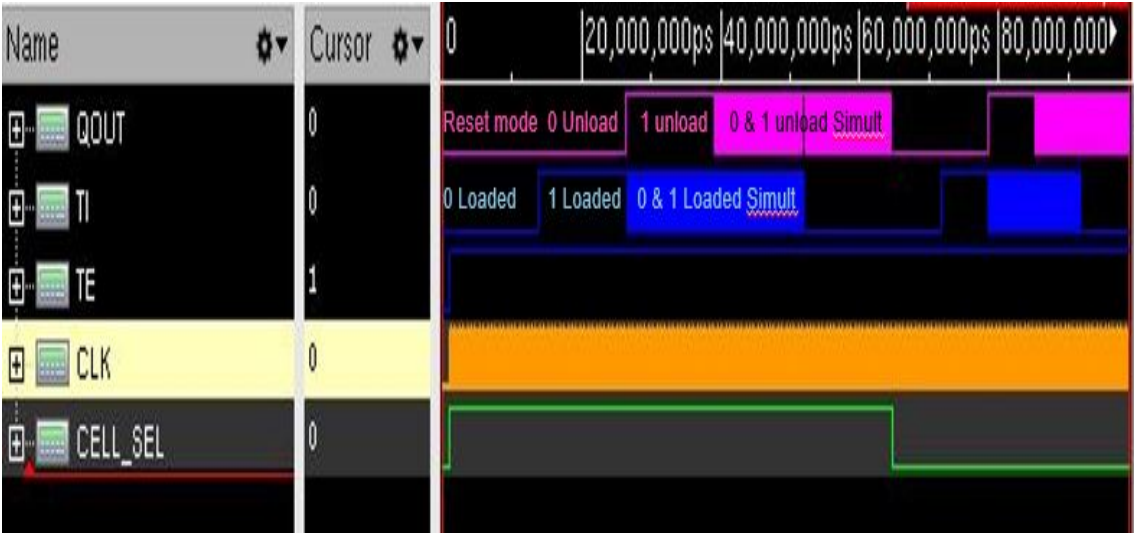 Name Cursor 0 20,000,000ps 40,000,000ps 60,000,000ps 80,000,000
QOUT 0 Reset mode 0 Unload 1 unload 0 & 1 unload Simult
TI 0 0 Loaded 1 Loaded 0 & 1 Loaded Simult
TE 1
CLK 0
CELL_SEL 0